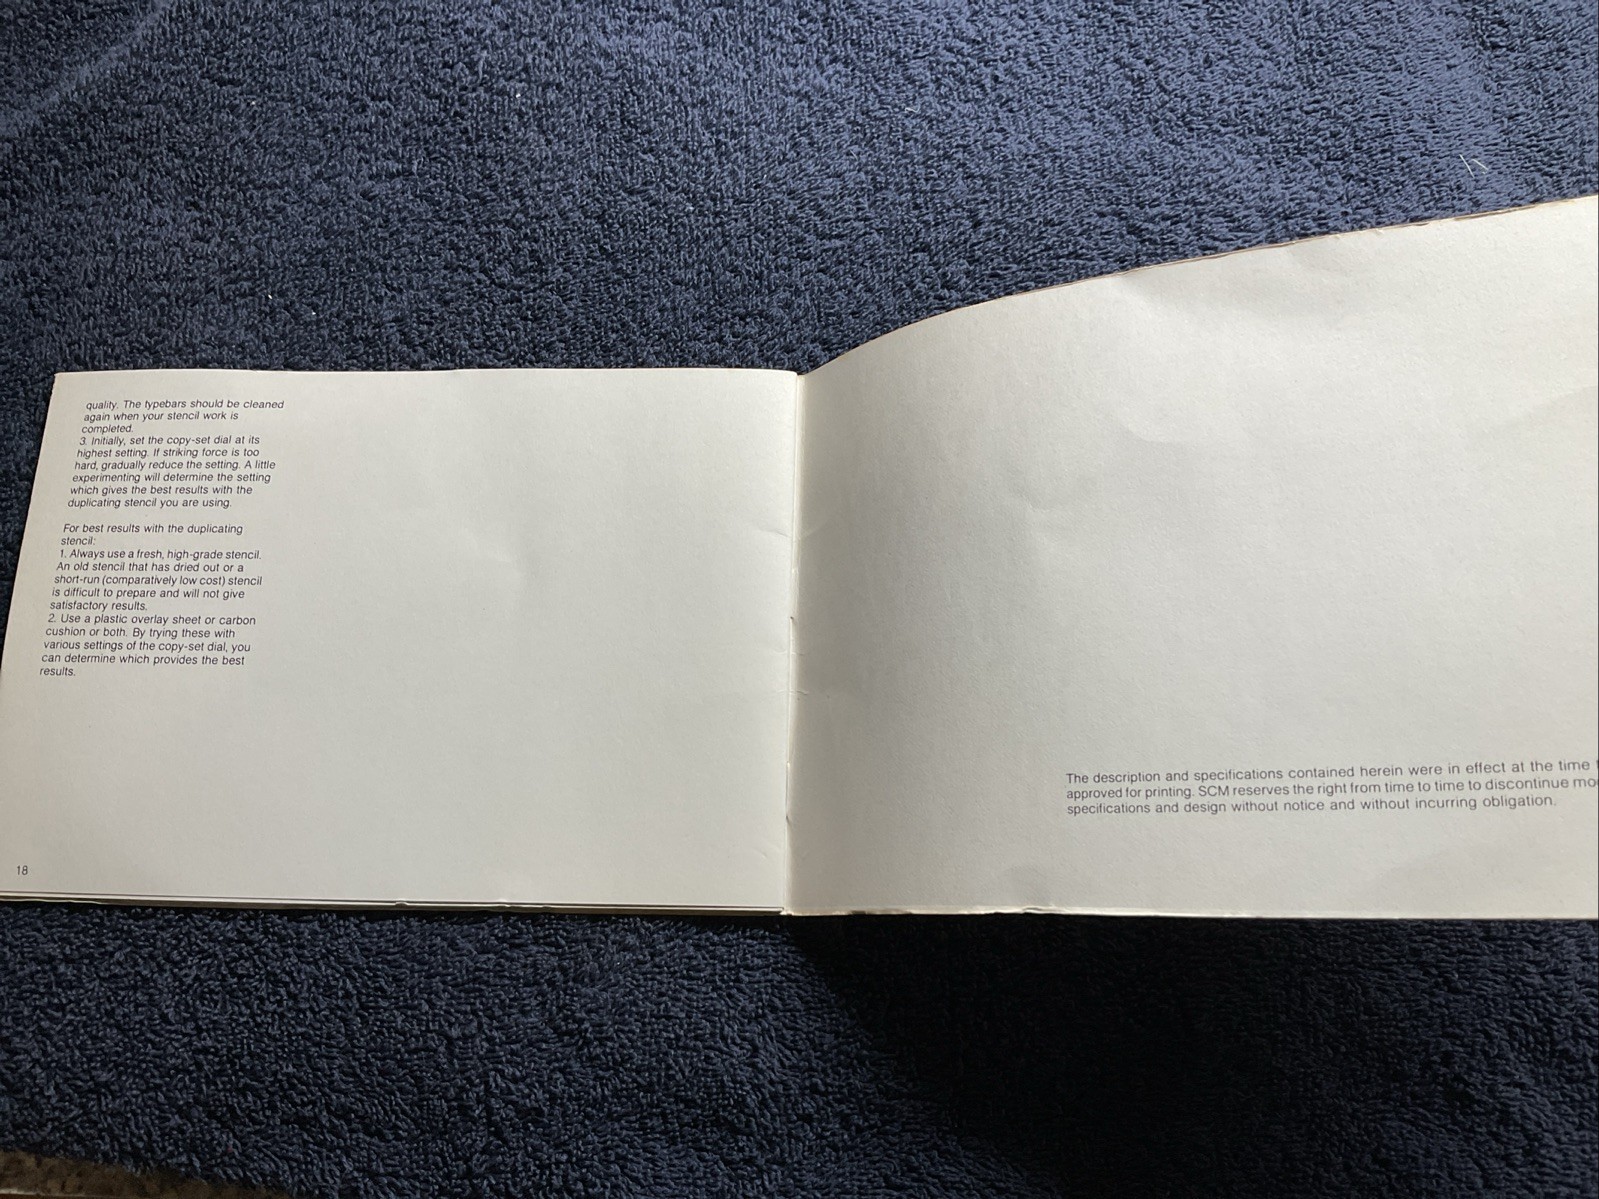 quality. The typebars should be cleaned
again when your stencil work is
completed.
3. Initially, set the copy-set dial at its
highest setting. If striking force is too
hard, gradually reduce the setting. A little
experimenting will determine the setting
which gives the best results with the
duplicating stencil you are using.
For best results with the duplicating
stencil:
1. Always use a fresh, high-grade stencil.
An old stencil that has dried out or a
short-run (comparatively low cost) stencil
is difficult to prepare and will not give
satisfactory results.
2. Use a plastic overlay sheet or carbon
cushion or both. By trying these with
various settings of the copy-set dial, you
can determine which provides the best
results.
18
The description and specifications contained herein were in effect at the time
approved for printing. SCM reserves the right from time to time to discontinue
specifications and design without notice and without incurring obligation.